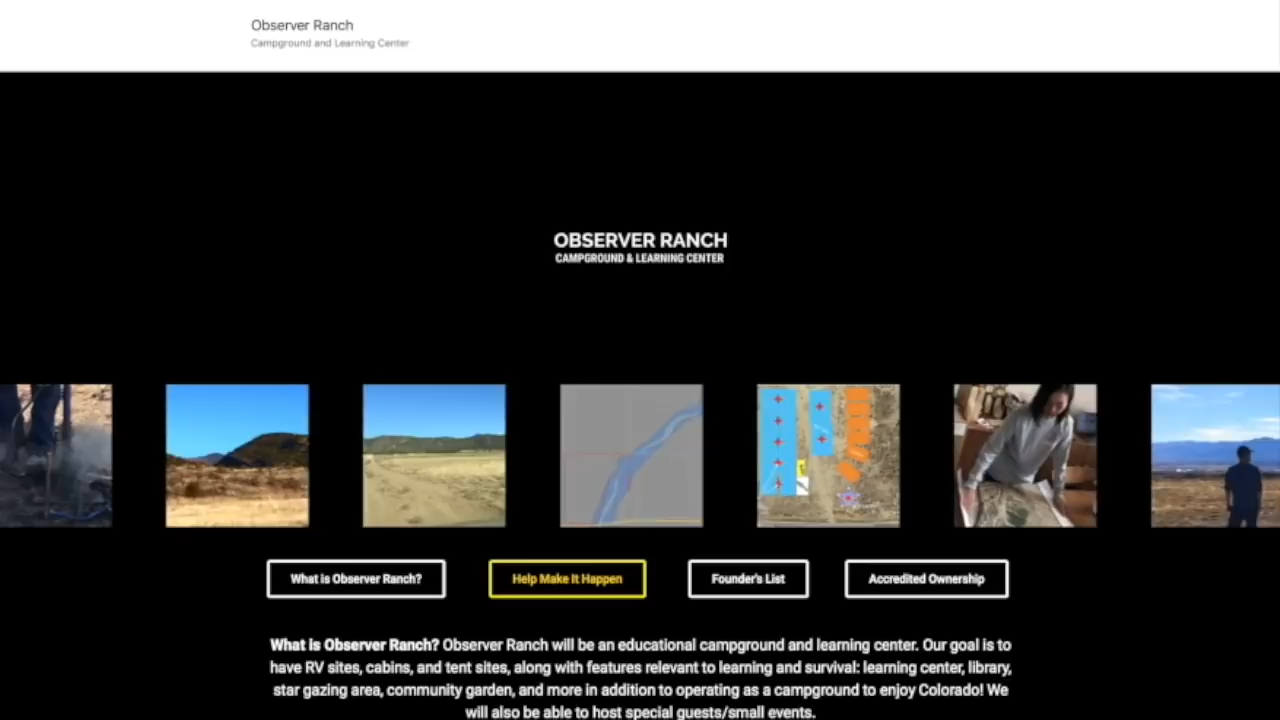 Observer Ranch
Campground and Learning Center
OBSERVER RANCH
CAMPGROUND & LEARNING CENTER
What is Observer Ranch?
Help Make It Happen
Founder's List
Accredited Ownership
What is Observer Ranch? Observer Ranch will be an educational campground and learning center. Our goal is to
have RV sites, cabins, and tent sites, along with features relevant to learning and survival: learning center, library,
star gazing area, community garden, and more in addition to operating as a campground to enjoy Colorado! We
will also be able to host special guests/small events.